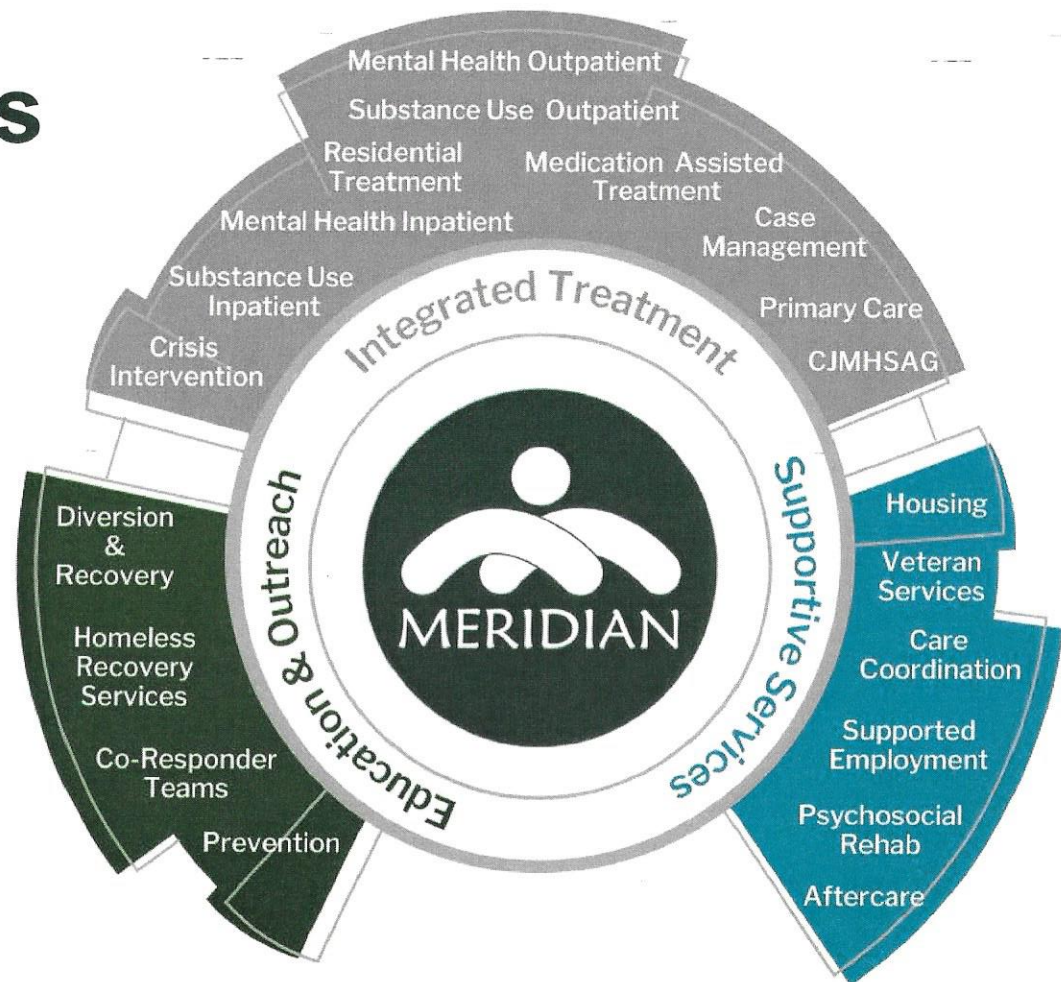 s
Mental Health Outpatient
Substance Use Outpatient
Residential
Treatment
Medication Assisted
Treatment
Mental Health Inpatient
Case
Management
Substance Use
Inpatient
Primary Care
Crisis
Intervention
CJMHSAG
Integrated Treatment
Education & Outreach
Supportive Services
MERIDIAN
Diversion
&
Recovery
Homeless
Recovery
Services
Co-Responder
Teams
Prevention
Housing
Veteran
Services
Care
Coordination
Supported
Employment
Psychosocial
Rehab
Aftercare